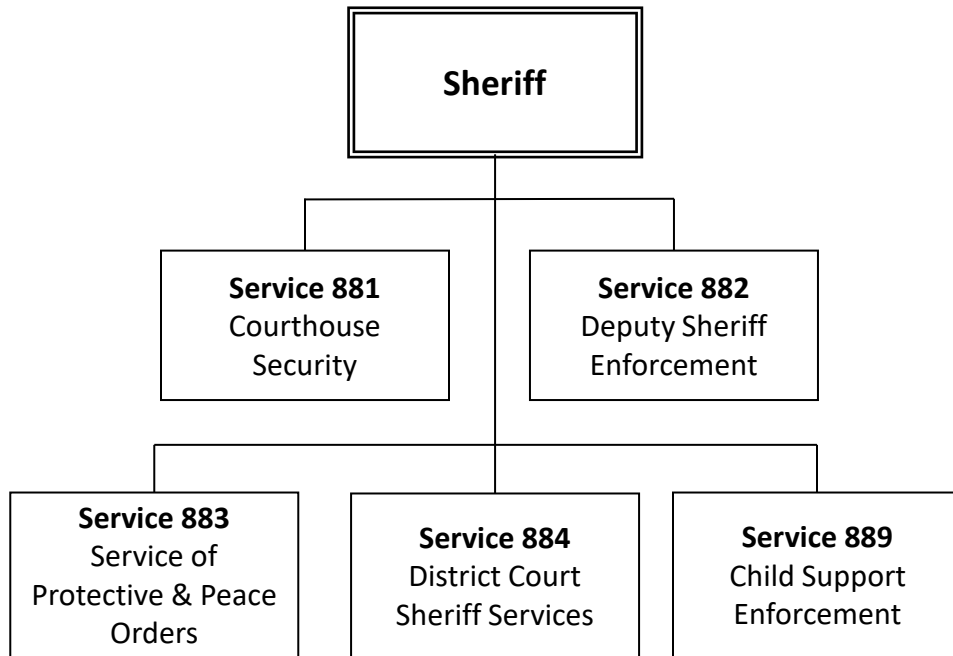 Sheriff
Service 881
Courthouse
Security
Service 882
Deputy Sheriff
Enforcement
Service 883
Service of
Protective & Peace
Orders
Service 884
District Court
Sheriff Services
Service 889
Child Support
Enforcement